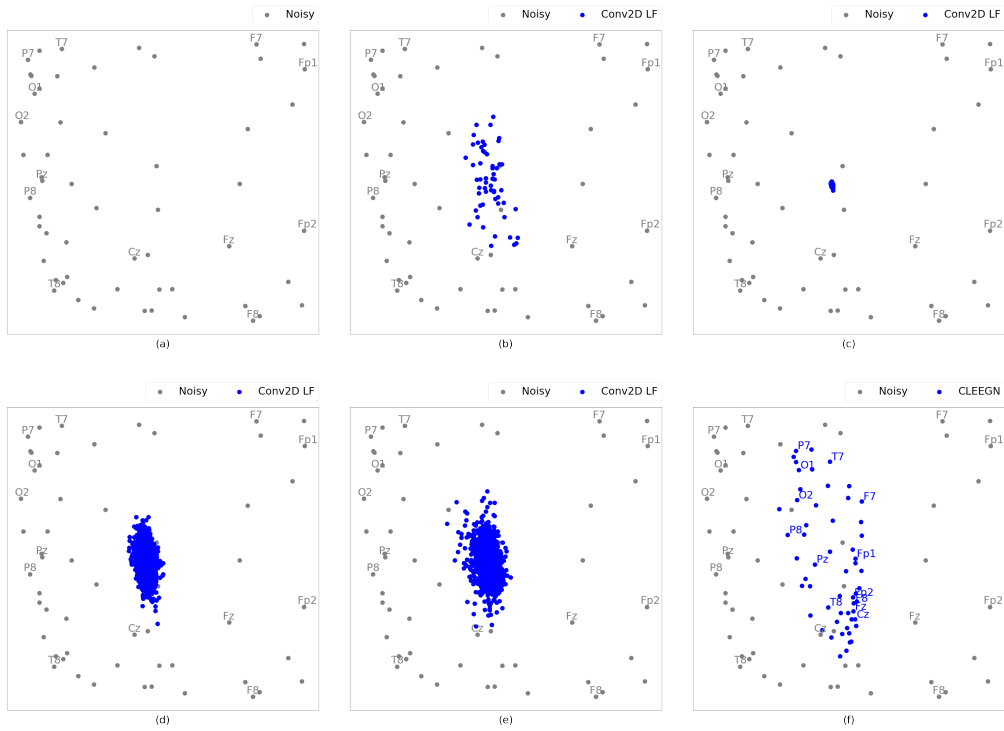 Noisy
Noisy Conv2D LF
Noisy Conv2D LF
P7 T7 F7 Fp1
O1
O2
Pz
P8
Fp2
Fz
Cz
T8
F8
(a)
P7 T7 F7 Fp1
O1
O2
Pz
P8
Fp2
Fz
Cz
T8
F8
(b)
P7 T7 F7 Fp1
O1
O2
Pz
P8
Fp2
Fz
Cz
T8
F8
(c)
Noisy Conv2D LF
Noisy Conv2D LF
Noisy CLEEGN
P7 T7 F7 Fp1
O1
O2
Pz
P8
Fp2
Fz
Cz
T8
F8
(d)
P7 T7 F7 Fp1
O1
O2
Pz
P8
Fp2
Fz
Cz
T8
F8
(e)
P7 T7 F7 Fp1
O1
O2
Pz
P8
Fp2
Fz
Cz
T8
F8
P7
T7
O1
O2 F7
P8
Fp1
Pz
Fp2
T8 F8
Fz
Cz
(f)